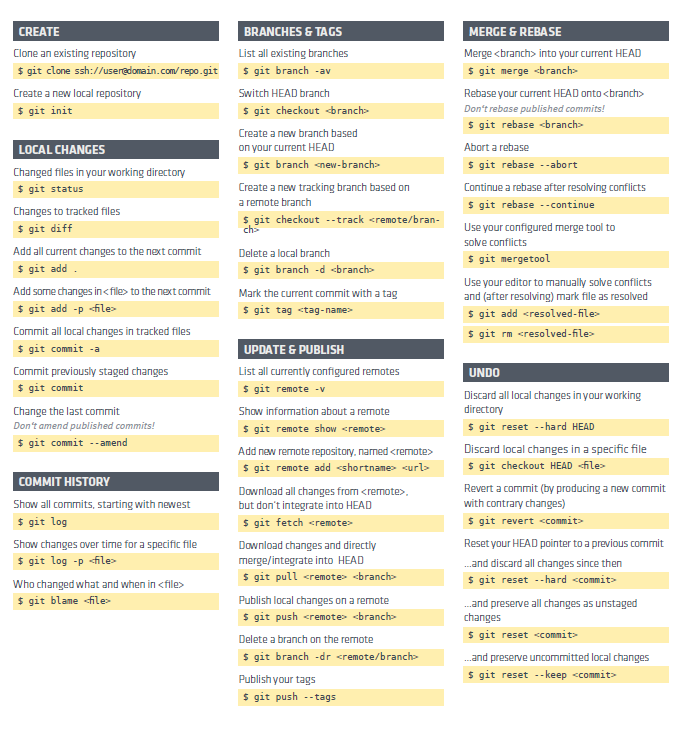 CREATE
Clone an existing repository
$ git clone ssh://user@domain.com/repo.git
Create a new local repository
$ git init
LOCAL CHANGES
Changed files in your working directory
$ git status
Changes to tracked files
$ git diff
Add all current changes to the next commit
$ git add .
Add some changes in <file> to the next commit
$ git add -p <file>
Commit all local changes in tracked files
$ git commit -a
Commit previously staged changes
$ git commit
Change the last commit
Don't amend published commits!
$ git commit --amend
COMMIT HISTORY
Show all commits, starting with newest
$ git log
Show changes over time for a specific file
$ git log -p <file>
Who changed what and when in <file>
$ git blame <file>
BRANCHES & TAGS
List all existing branches
$ git branch -av
Switch HEAD branch
$ git checkout <branch>
Create a new branch based
on your current HEAD
$ git branch <new-branch>
Create a new tracking branch based on
a remote branch
$ git checkout --track <remote/bran-
ch>
Delete a local branch
$ git branch -d <branch>
Mark the current commit with a tag
$ git tag <tag-name>
UPDATE & PUBLISH
List all currently configured remotes
$ git remote -v
Show information about a remote
$ git remote show <remote>
Add new remote repository, named <remote>
$ git remote add <shortname> <url>
Download all changes from <remote>,
but don't integrate into HEAD
$ git fetch <remote>
Download changes and directly
merge/integrate into HEAD
$ git pull <remote> <branch>
Publish local changes on a remote
$ git push <remote> <branch>
Delete a branch on the remote
$ git branch -dr <remote/branch>
Publish your tags
$ git push --tags
MERGE & REBASE
Merge <branch> into your current HEAD
$ git merge <branch>
Rebase your current HEAD onto <branch>
Don't rebase published commits!
$ git rebase <branch>
Abort a rebase
$ git rebase --abort
Continue a rebase after resolving conflicts
$ git rebase --continue
Use your configured merge tool to
solve conflicts
$ git mergetool
Use your editor to manually solve conflicts
and (after resolving) mark file as resolved
$ git add <resolved-file>
$ git rm <resolved-file>
UNDO
Discard all local changes in your working
directory
$ git reset --hard HEAD
Discard local changes in a specific file
$ git checkout HEAD <file>
Revert a commit (by producing a new commit
with contrary changes)
$ git revert <commit>
Reset your HEAD pointer to a previous commit
...and discard all changes since then
$ git reset --hard <commit>
...and preserve all changes as unstaged
changes
$ git reset <commit>
...and preserve uncommitted local changes
$ git reset --keep <commit>